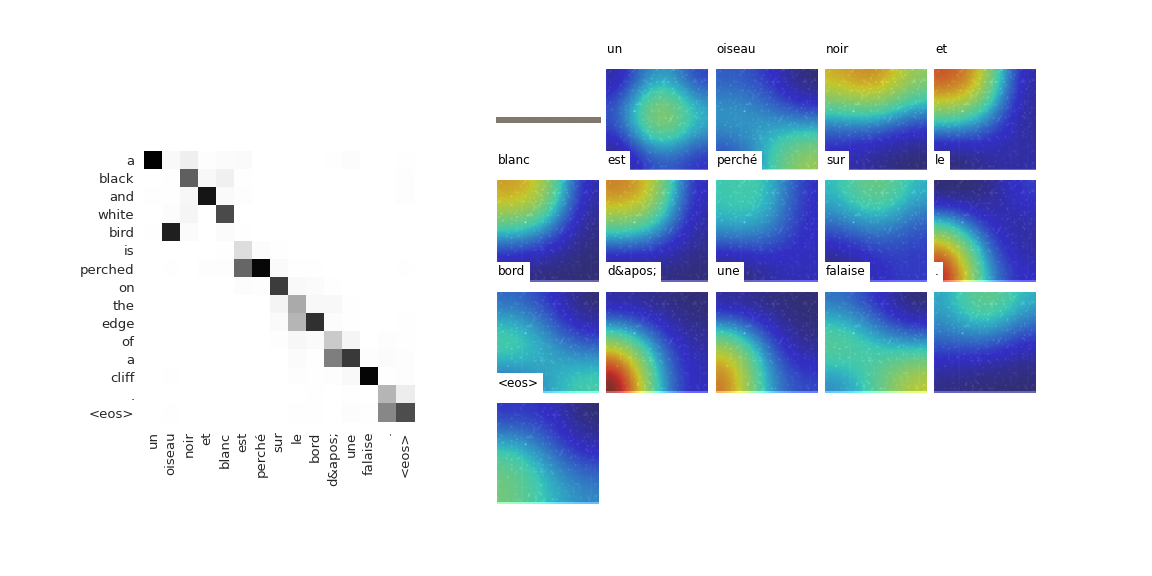 un oiseau noir et
blanc est perché sur le
bord d&apos; une falaise .
<eos>
a
black
and
white
bird
is
perched
on
the
edge
of
a
cliff
.
<eos>
un
oiseau
noir
et
blanc
est
perché
sur
le
bord
d&apos;
une
falaise
.
<eos>